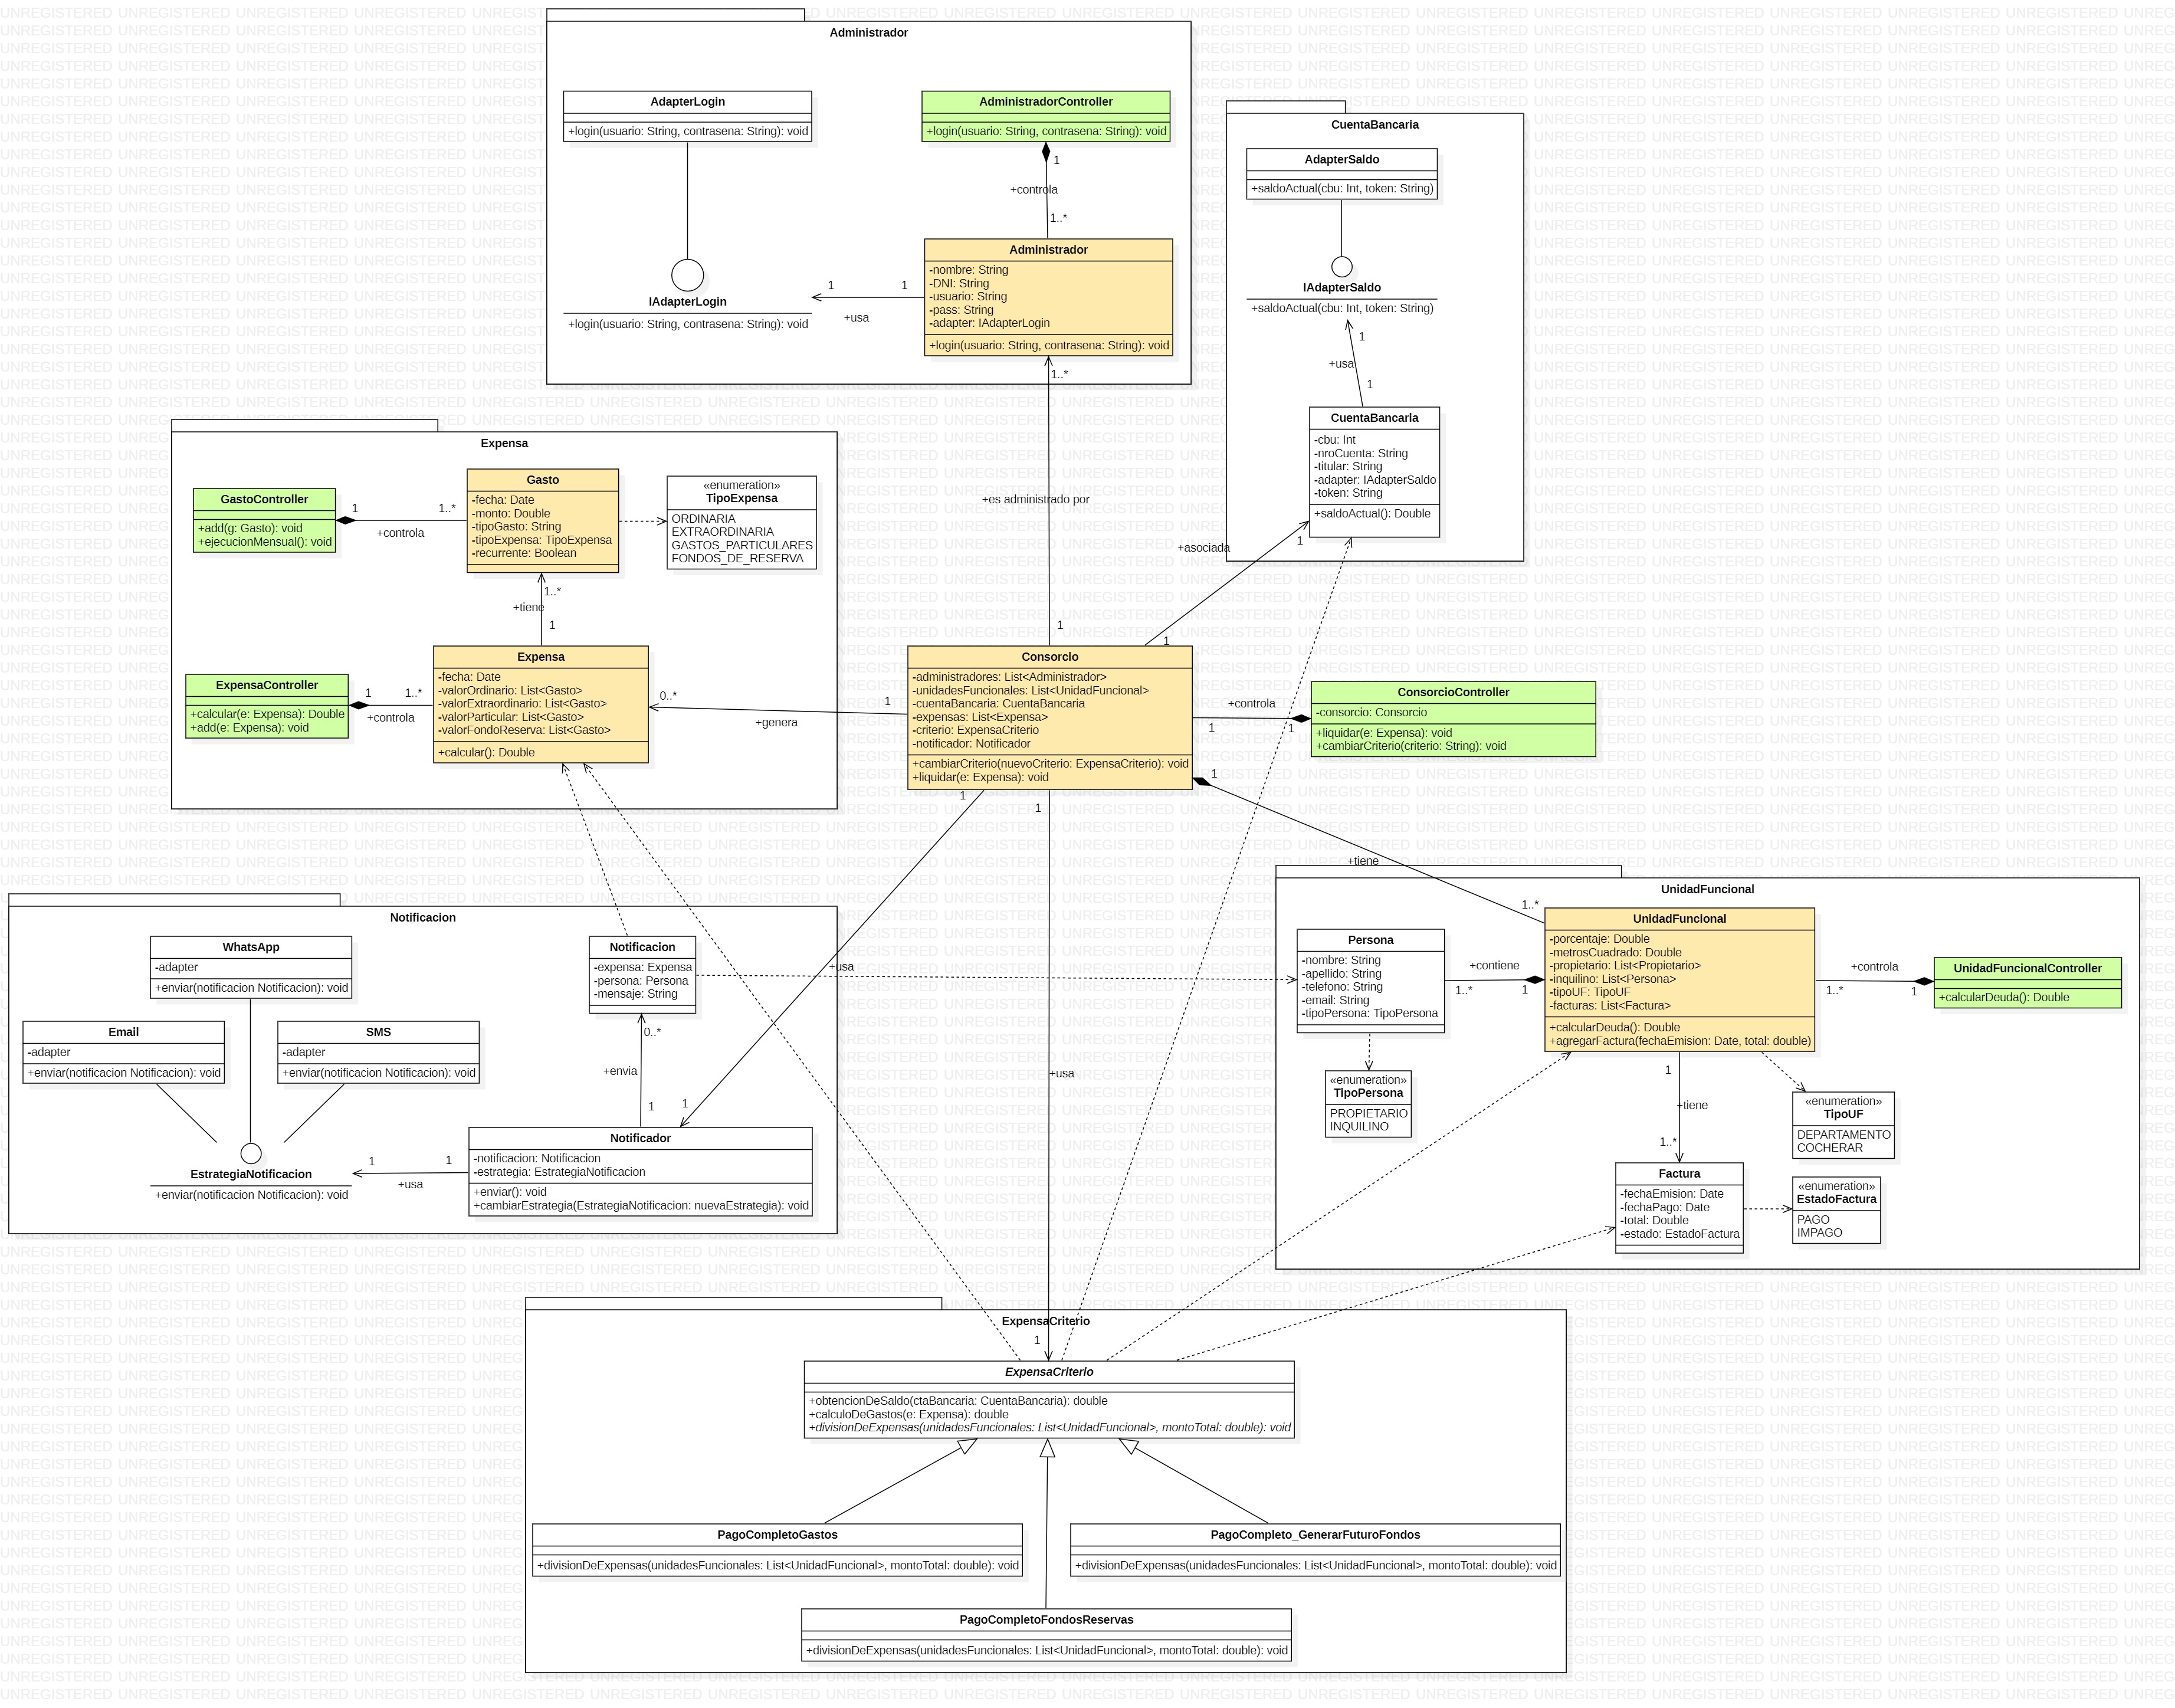 Administrador
AdapterLogin
+login(usuario: String, contrasena: String): void
AdministradorController
+login(usuario: String, contrasena: String): void
1
+controla
1..*
IAdapterLogin
+login(usuario: String, contrasena: String): void
1
1
+usa
Administrador
-nombre: String
-DNI: String
-usuario: String
-pass: String
-adapter: IAdapterLogin
+login(usuario: String, contrasena: String): void
1..*
+es administrado por
1
CuentaBancaria
AdapterSaldo
+saldoActual(cbu: Int, token: String)
IAdapterSaldo
+saldoActual(cbu: Int, token: String)
1
+usa
1
CuentaBancaria
-cbu: Int
-nroCuenta: String
-titular: String
-adapter: IAdapterSaldo
-token: String
+saldoActual(): Double
+asociada
1
1
Expensa
GastoController
+add(g: Gasto): void
+ejecucionMensual(): void
1
1..*
+controla
Gasto
-fecha: Date
-monto: Double
-tipoGasto: String
-tipoExpensa: TipoExpensa
-recurrente: Boolean
«enumeration»
TipoExpensa
ORDINARIA
EXTRAORDINARIA
GASTOS_PARTICULARES
FONDOS_DE_RESERVA
1..*
+tiene
1
ExpensaController
+calcular(e: Expensa): Double
+add(e: Expensa): void
1
1..*
+controla
Expensa
-fecha: Date
-valorOrdinario: List<Gasto>
-valorExtraordinario: List<Gasto>
-valorParticular: List<Gasto>
-valorFondoReserva: List<Gasto>
+calcular(): Double
0..*
1
+genera
Consorcio
-administradores: List<Administrador>
-unidadesFuncionales: List<UnidadFuncional>
-cuentaBancaria: CuentaBancaria
-expensas: List<Expensa>
-criterio: ExpensaCriterio
-notificador: Notificador
+cambiarCriterio(nuevoCriterio: ExpensaCriterio): void
+liquidar(e: Expensa): void
+controla
1
1
ConsorcioController
-consorcio: Consorcio
+liquidar(e: Expensa): void
+cambiarCriterio(criterio: String): void
1
1
1
+tiene
1..*
Notificacion
WhatsApp
-adapter
+enviar(notificacion Notificacion): void
Email
-adapter
+enviar(notificacion Notificacion): void
SMS
-adapter
+enviar(notificacion Notificacion): void
EstrategiaNotificacion
+enviar(notificacion Notificacion): void
1
1
+usa
Notificacion
-expensa: Expensa
-persona: Persona
-mensaje: String
0..*
+envia
1
1
Notificador
-notificacion: Notificacion
-estrategia: EstrategiaNotificacion
+enviar(): void
+cambiarEstrategia(EstrategiaNotificacion: nuevaEstrategia): void
+usa
+usa
UnidadFuncional
Persona
-nombre: String
-apellido: String
-telefono: String
-email: String
-tipoPersona: TipoPersona
+contiene
1..*
1
UnidadFuncional
-porcentaje: Double
-metrosCuadrado: Double
-propietario: List<Propietario>
-inquilino: List<Persona>
-tipoUF: TipoUF
-facturas: List<Factura>
+calcularDeuda(): Double
+agregarFactura(fechaEmision: Date, total: double)
+controla
1..*
1
UnidadFuncionalController
+calcularDeuda(): Double
«enumeration»
TipoPersona
PROPIETARIO
INQUILINO
1
+tiene
1..*
«enumeration»
TipoUF
DEPARTAMENTO
COCHERAR
Factura
-fechaEmision: Date
-fechaPago: Date
-total: Double
-estado: EstadoFactura
«enumeration»
EstadoFactura
PAGO
IMPAGO
ExpensaCriterio
1
ExpensaCriterio
+obtencionDeSaldo(ctaBancaria: CuentaBancaria): double
+calculoDeGastos(e: Expensa): double
+divisionDeExpensas(unidadesFuncionales: List<UnidadFuncional>, montoTotal: double): void
PagoCompletoGastos
+divisionDeExpensas(unidadesFuncionales: List<UnidadFuncional>, montoTotal: double): void
PagoCompleto_GenerarFuturoFondos
+divisionDeExpensas(unidadesFuncionales: List<UnidadFuncional>, montoTotal: double): void
PagoCompletoFondosReservas
+divisionDeExpensas(unidadesFuncionales: List<UnidadFuncional>, montoTotal: double): void
UNREGISTERED